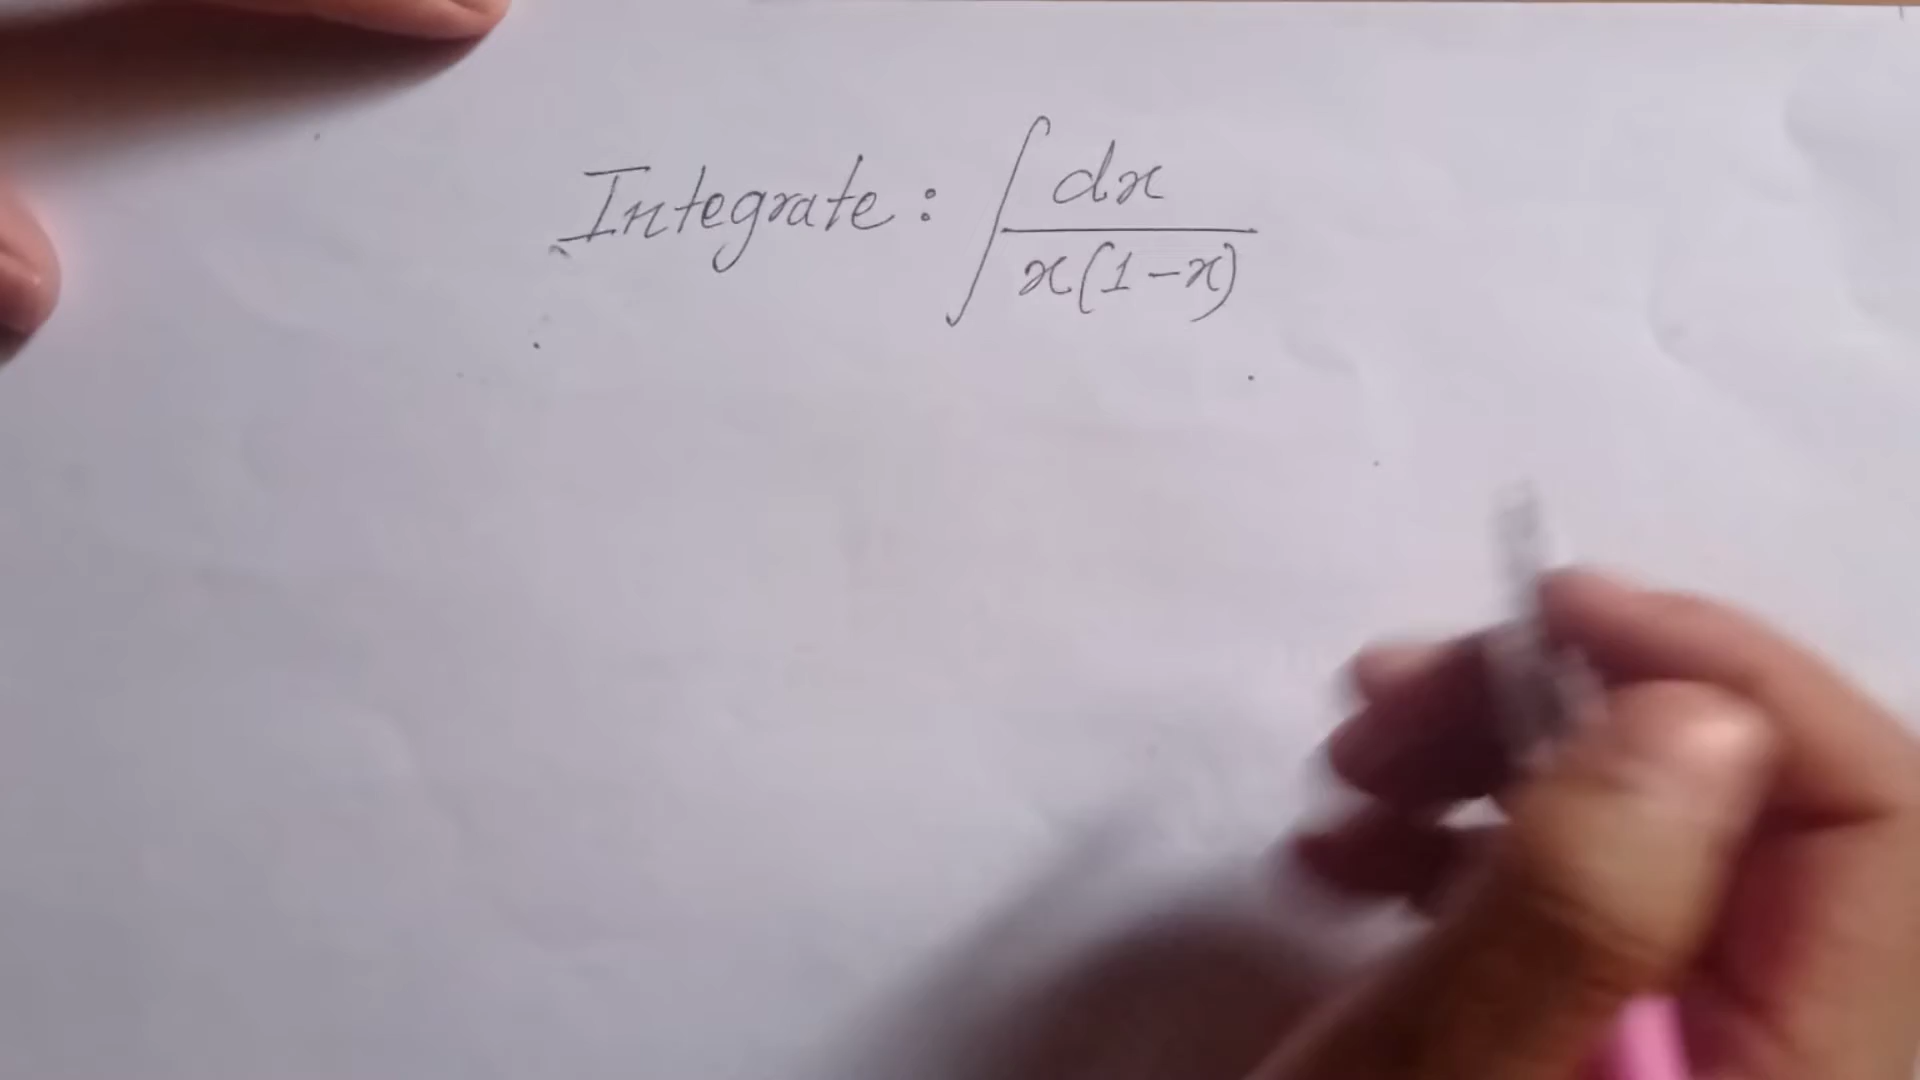 Integrate: ∫ dx / x(1-x)